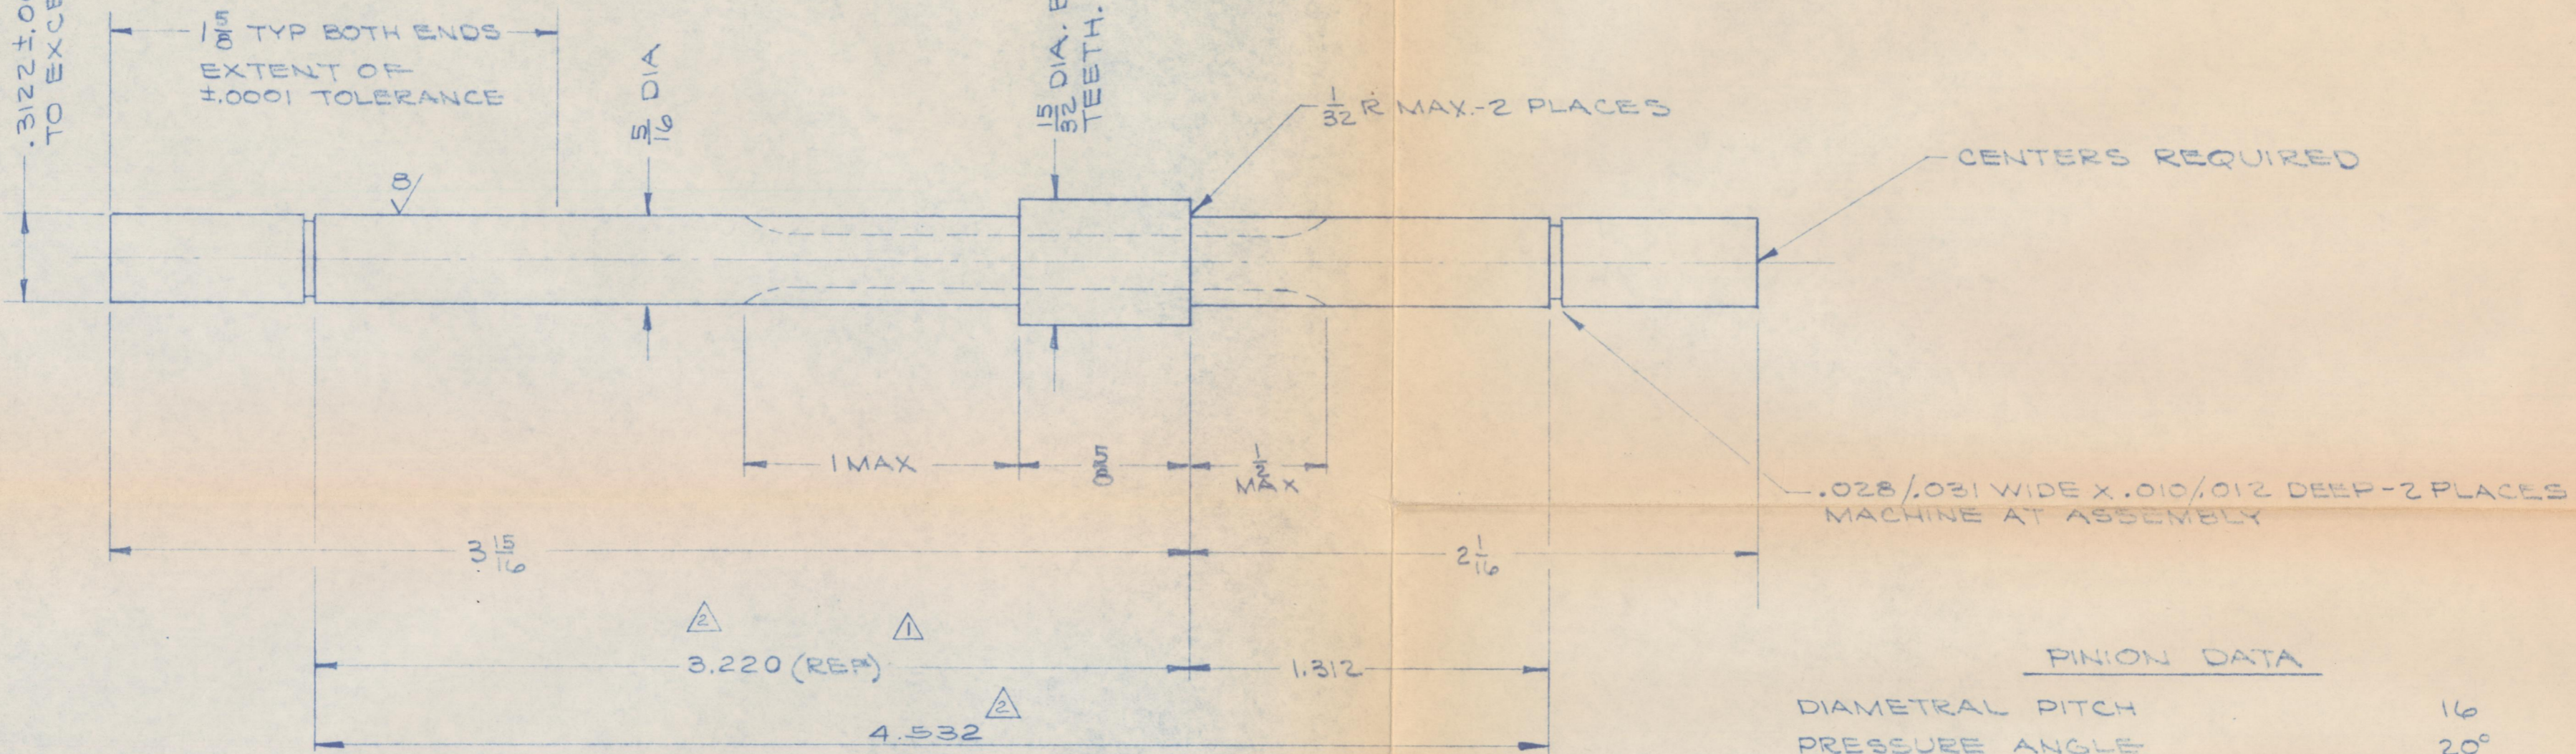 .3122 ±.00
TO EXCE
1 5/8 TYP BOTH ENDS
EXTENT OF
±.0001 TOLERANCE
8
5/16 DIA
15/32 DIA. B
TEETH.
1/32 R MAX.-2 PLACES
CENTERS REQUIRED
1 MAX
5/8
1/2
MAX
.028/.031 WIDE X .010/.012 DEEP-2 PLACES
MACHINE AT ASSEMBLY
3 15/16
2 1/16
2
1
3.220 (REF)
1.312
2
4.532
PINION DATA
DIAMETRAL PITCH 16
PRESSURE ANGLE 20°